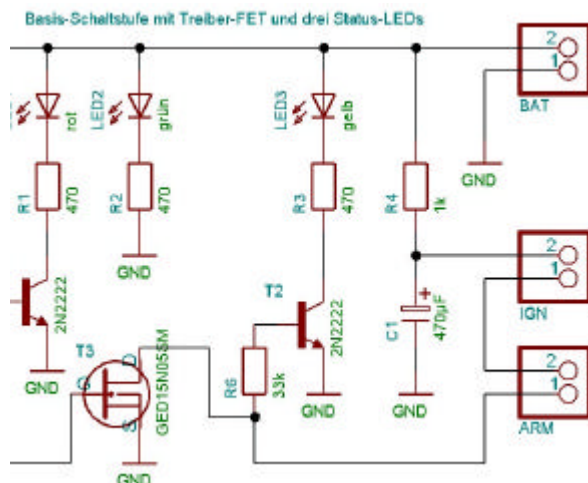 Basis-Schaltstufe mit Treiber-FET und drei Status-LEDs
2
1
BAT
rot
LED2
grün
LED3
gelb
GND
R1
470
R2
470
R3
470
R4
1k
GND
2
1
IGN
2N2222
T2
2N2222
C1
+
470µF
GND
T3
G
D
S
GED15N05SM
R6
33k
GND
GND
2
1
ARM
GND